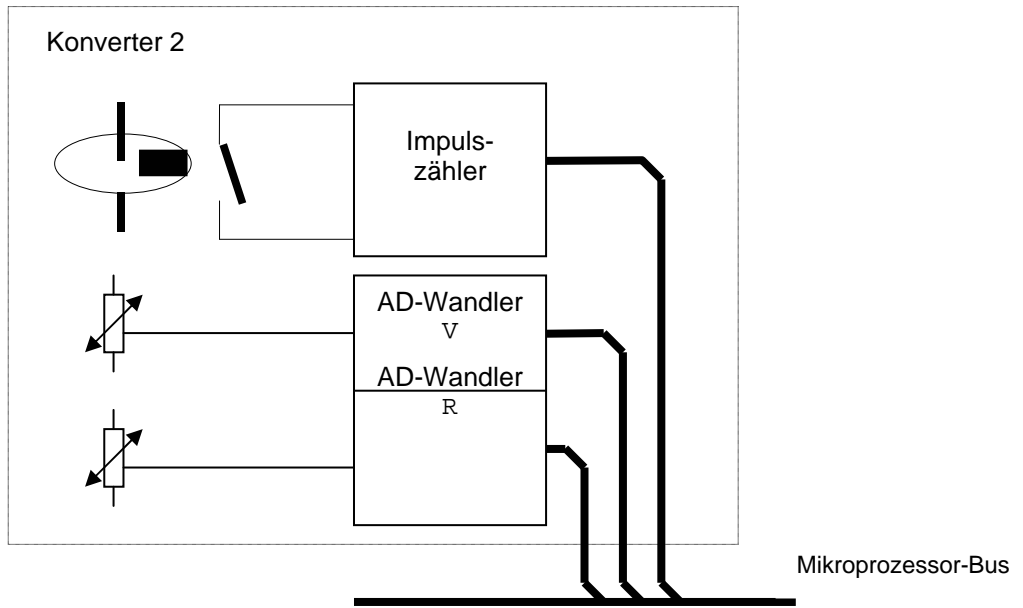 Konverter 2
Impuls-
zähler
AD-Wandler
V
AD-Wandler
R
Mikroprozessor-Bus